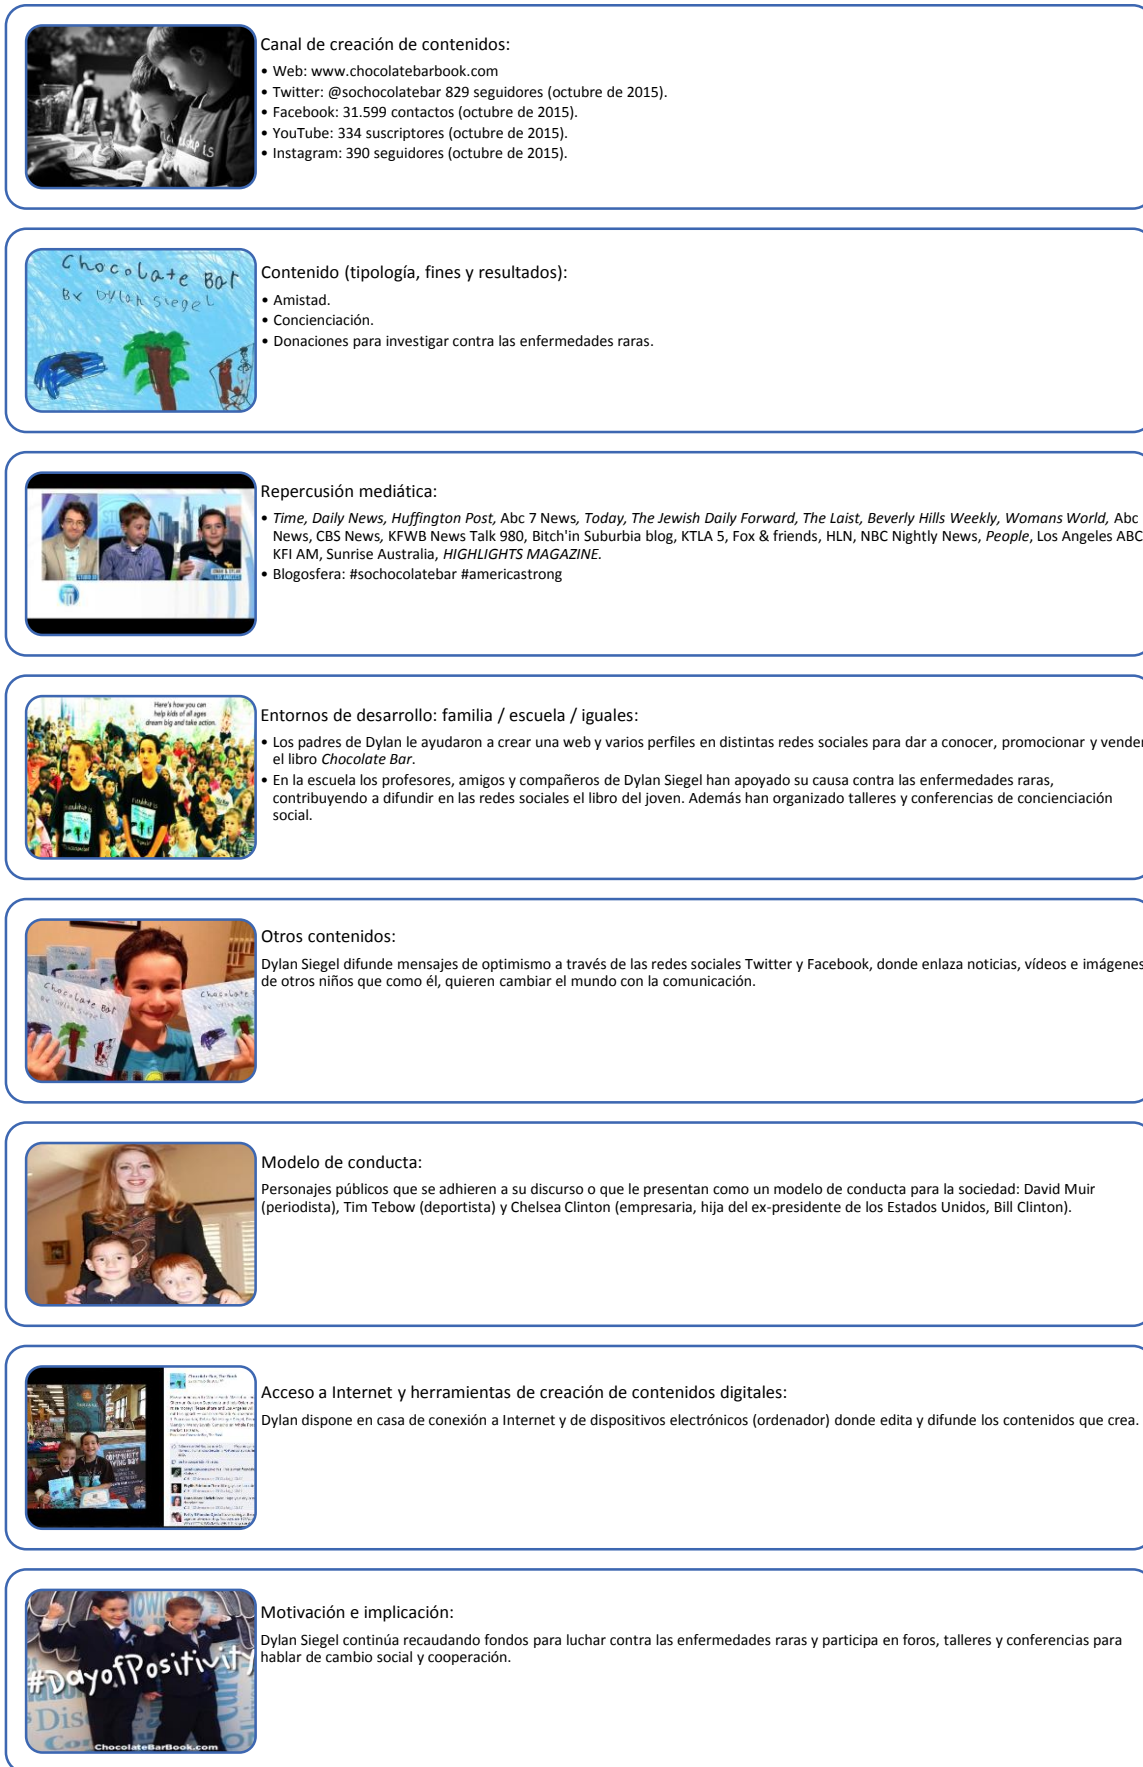 Canal de creación de contenidos:
• Web: www.chocolatebarbook.com
• Twitter: @sochocolatebar 829 seguidores (octubre de 2015).
• Facebook: 31.599 contactos (octubre de 2015).
• YouTube: 334 suscriptores (octubre de 2015).
• Instagram: 390 seguidores (octubre de 2015).
Chocolate Bar
By Dylan Siegel
Contenido (tipología, fines y resultados):
• Amistad.
• Concienciación.
• Donaciones para investigar contra las enfermedades raras.
Repercusión mediática:
• Time, Daily News, Huffington Post, Abc 7 News, Today, The Jewish Daily Forward, The Laist, Beverly Hills Weekly, Womans World, Abc
News, CBS News, KFWB News Talk 980, Bitch'in Suburbia blog, KTLA 5, Fox & friends, HLN, NBC Nightly News, People, Los Angeles ABC
KFI AM, Sunrise Australia, HIGHLIGHTS MAGAZINE.
• Blogosfera: #sochocolatebar #americastrong
Here's how you can
help kids of all ages
dream big and take action.
Entornos de desarrollo: familia / escuela / iguales:
• Los padres de Dylan le ayudaron a crear una web y varios perfiles en distintas redes sociales para dar a conocer, promocionar y vender
el libro Chocolate Bar.
• En la escuela los profesores, amigos y compañeros de Dylan Siegel han apoyado su causa contra las enfermedades raras,
contribuyendo a difundir en las redes sociales el libro del joven. Además han organizado talleres y conferencias de concienciación
social.
Chocolate Bar
By Dylan Siegel
Otros contenidos:
Dylan Siegel difunde mensajes de optimismo a través de las redes sociales Twitter y Facebook, donde enlaza noticias, vídeos e imágenes
de otros niños que como él, quieren cambiar el mundo con la comunicación.
Modelo de conducta:
Personajes públicos que se adhieren a su discurso o que le presentan como un modelo de conducta para la sociedad: David Muir
(periodista), Tim Tebow (deportista) y Chelsea Clinton (empresaria, hija del ex-presidente de los Estados Unidos, Bill Clinton).
COMMUNITY
GIVING DAY
Acceso a Internet y herramientas de creación de contenidos digitales:
Dylan dispone en casa de conexión a Internet y de dispositivos electrónicos (ordenador) donde edita y difunde los contenidos que crea.
#DayofPositivity
ChocolateBarBook.com
Motivación e implicación:
Dylan Siegel continúa recaudando fondos para luchar contra las enfermedades raras y participa en foros, talleres y conferencias para
hablar de cambio social y cooperación.